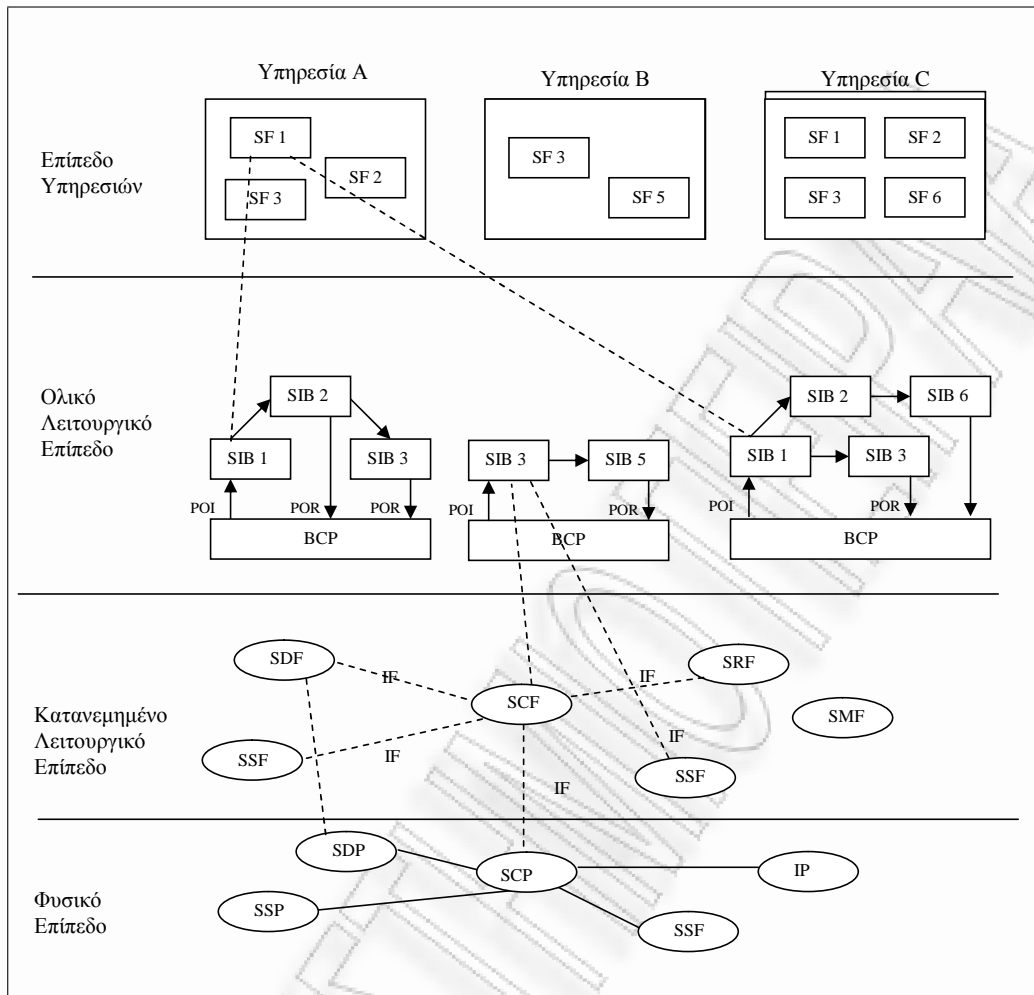 Υπηρεσία Α
Υπηρεσία Β
Υπηρεσία C
Επίπεδο
Υπηρεσιών
SF 1
SF 2
SF 3
SF 3
SF 5
SF 1
SF 2
SF 3
SF 6
Ολικό
Λειτουργικό
Επίπεδο
SIB 2
SIB 1
SIB 3
POI
POR
POR
BCP
SIB 3
SIB 5
POI
POR
BCP
SIB 2
SIB 6
SIB 1
SIB 3
POI
POR
BCP
Κατανεμημένο
Λειτουργικό
Επίπεδο
SDF
IF
SCF
IF
SRF
SMF
SSF
IF
IF
SSF
IF
Φυσικό
Επίπεδο
SDP
SCP
IP
SSP
SSF